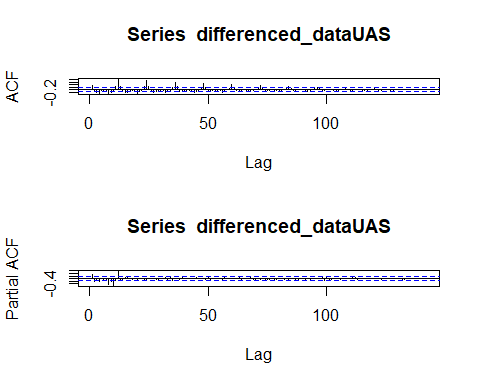 Series differenced_dataUAS
ACF
-0.2
0 50 100
Lag
Series differenced_dataUAS
Partial ACF
-0.4
0 50 100
Lag